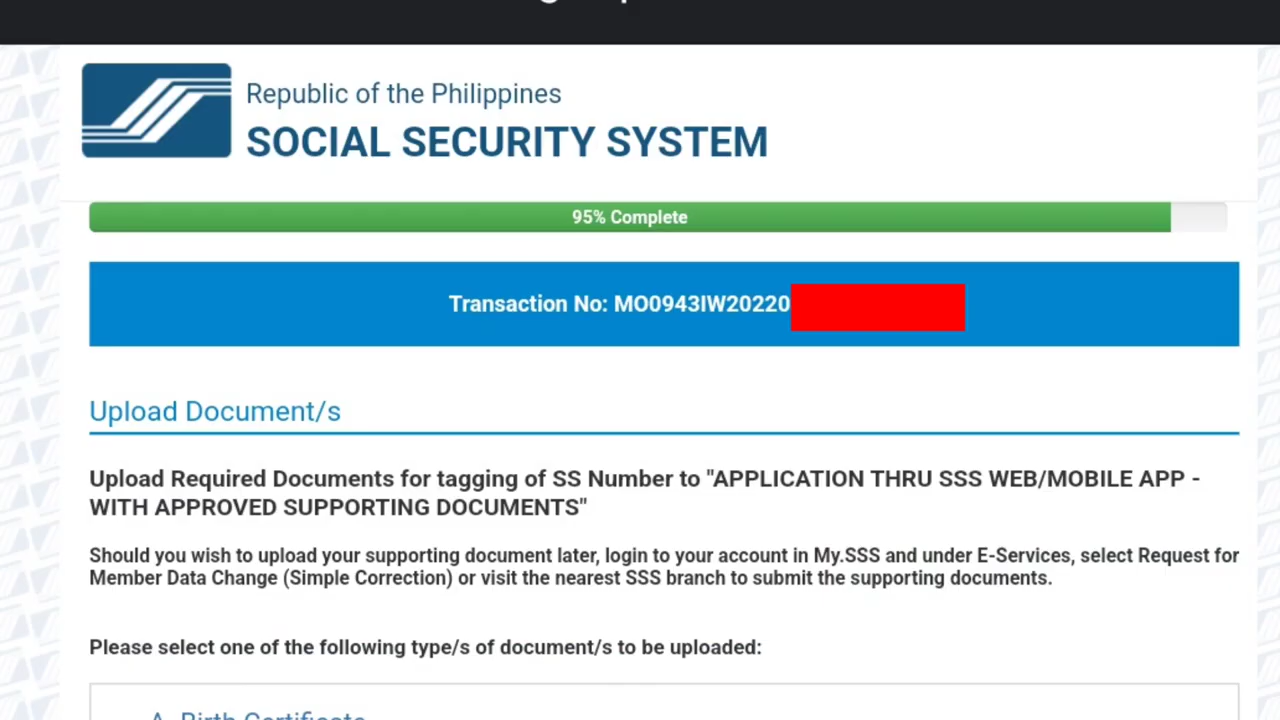 Republic of the Philippines
SOCIAL SECURITY SYSTEM
95% Complete
Transaction No: MO0943IW20220
Upload Document/s
Upload Required Documents for tagging of SS Number to "APPLICATION THRU SSS WEB/MOBILE APP -
WITH APPROVED SUPPORTING DOCUMENTS"
Should you wish to upload your supporting document later, login to your account in My.SSS and under E-Services, select Request for
Member Data Change (Simple Correction) or visit the nearest SSS branch to submit the supporting documents.
Please select one of the following type/s of document/s to be uploaded:
A. Birth Certificate